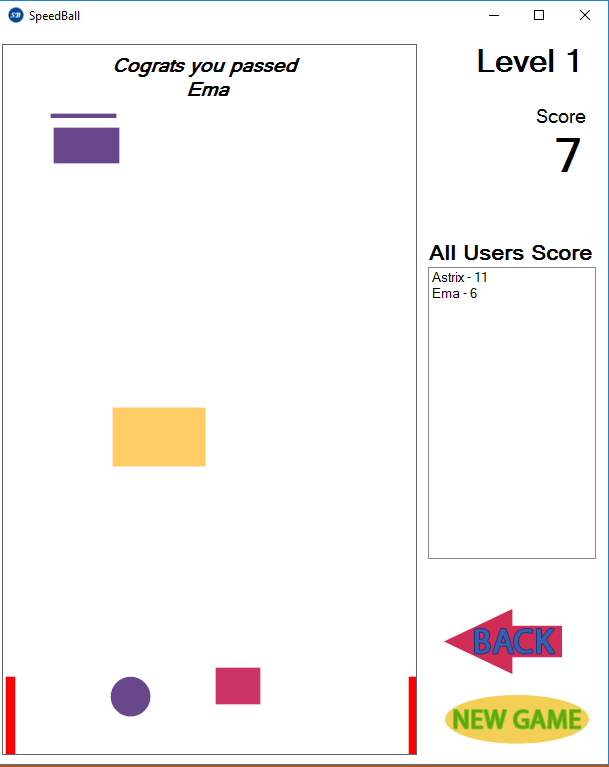 SB SpeedBall
Cograts you passed
Ema
Level 1
Score
7
All Users Score
Astrix - 11
Ema - 6
BACK
NEW GAME